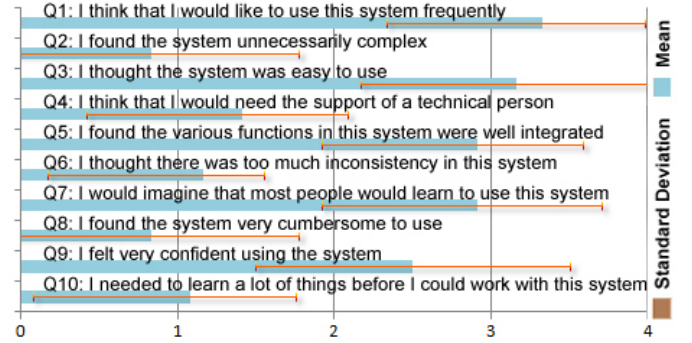 Q1: I think that I would like to use this system frequently
Q2: I found the system unnecessarily complex
Q3: I thought the system was easy to use
Q4: I think that I would need the support of a technical person
Q5: I found the various functions in this system were well integrated
Q6: I thought there was too much inconsistency in this system
Q7: I would imagine that most people would learn to use this system
Q8: I found the system very cumbersome to use
Q9: I felt very confident using the system
Q10: I needed to learn a lot of things before I could work with this system
0 1 2 3 4
Mean
Standard Deviation